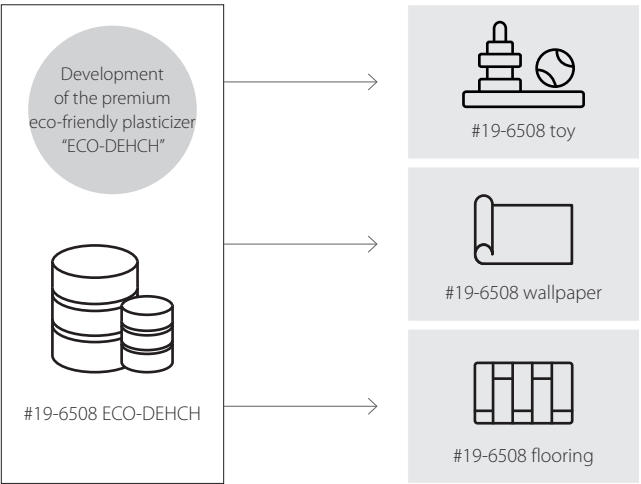 Development
of the premium
eco-friendly plasticizer
“ECO-DEHCH”
#19-6508 ECO-DEHCH
#19-6508 toy
#19-6508 wallpaper
#19-6508 flooring